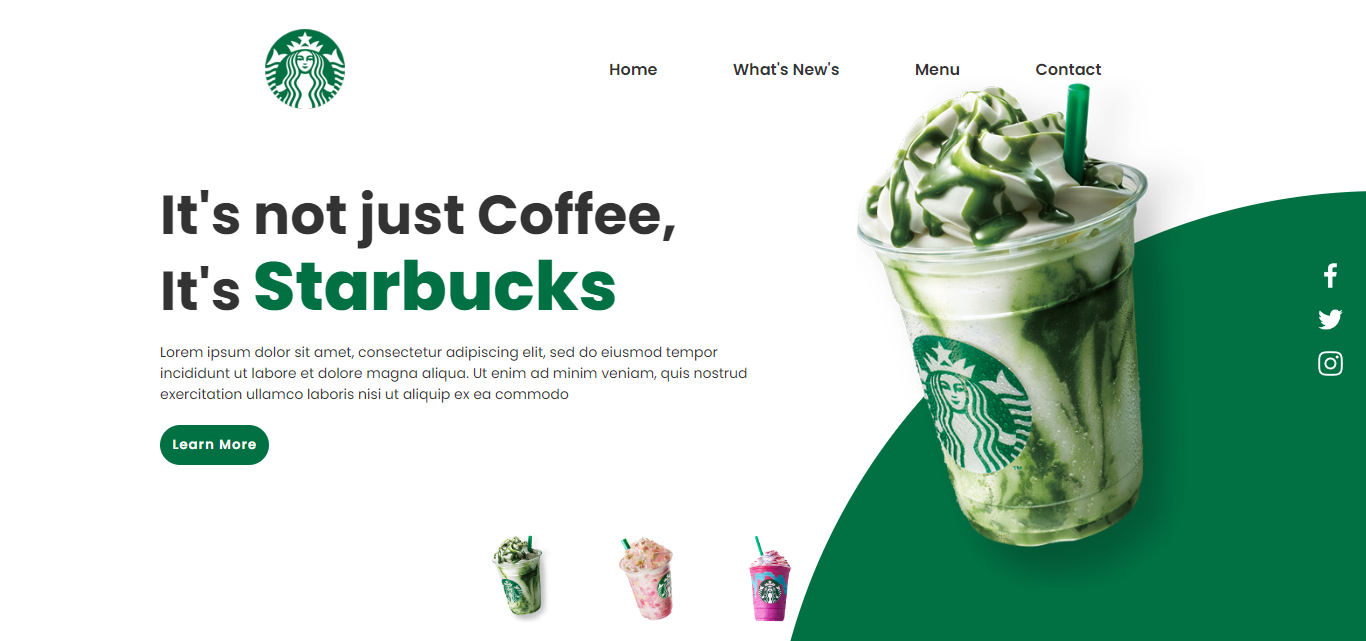 Home What's New's Menu Contact
It's not just Coffee,
It's Starbucks
Lorem ipsum dolor sit amet, consectetur adipiscing elit, sed do eiusmod tempor
incididunt ut labore et dolore magna aliqua. Ut enim ad minim veniam, quis nostrud
exercitation ullamco laboris nisi ut aliquip ex ea commodo
Learn More
TM